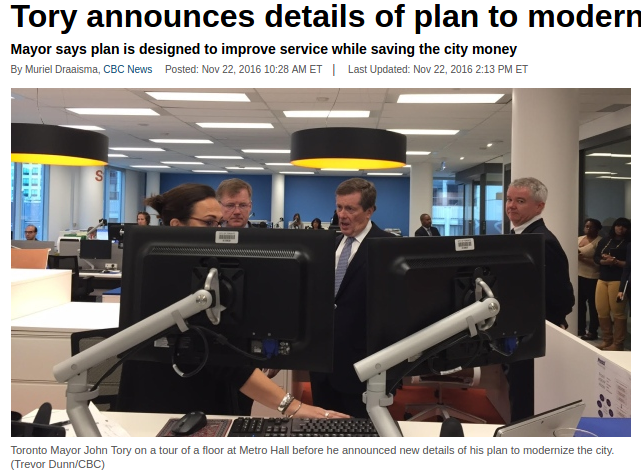 Tory announces details of plan to modern
Mayor says plan is designed to improve service while saving the city money
By Muriel Draaisma, CBC News Posted: Nov 22, 2016 10:28 AM ET | Last Updated: Nov 22, 2016 2:13 PM ET
S
Toronto Mayor John Tory on a tour of a floor at Metro Hall before he announced new details of his plan to modernize the city.
(Trevor Dunn/CBC)